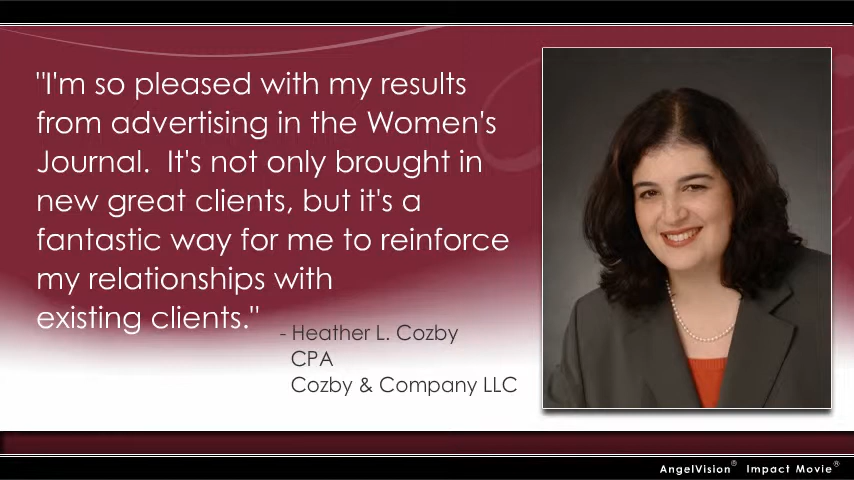 "I'm so pleased with my results
from advertising in the Women's
Journal.  It's not only brought in
new great clients, but it's a
fantastic way for me to reinforce
my relationships with
existing clients."
- Heather L. Cozby
CPA
Cozby & Company LLC
AngelVision® Impact Movie®